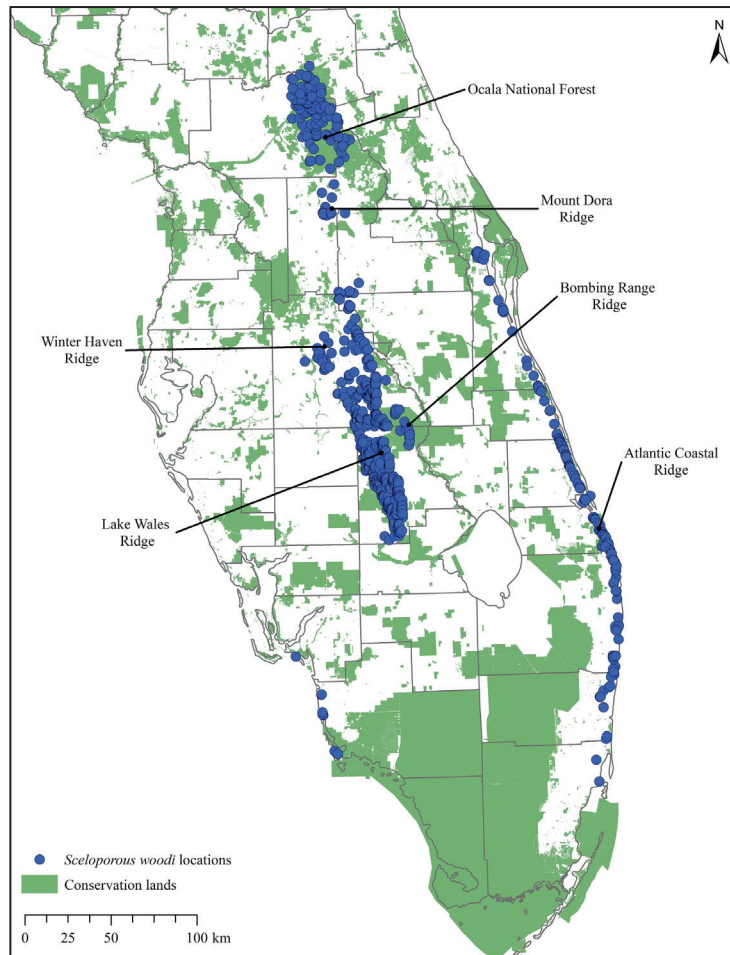 N
Ocala National Forest
Mount Dora
Ridge
Bombing Range
Ridge
Winter Haven
Ridge
Atlantic Coastal
Ridge
Lake Wales
Ridge
Sceloporous woodi locations
Conservation lands
0 25 50 100 km